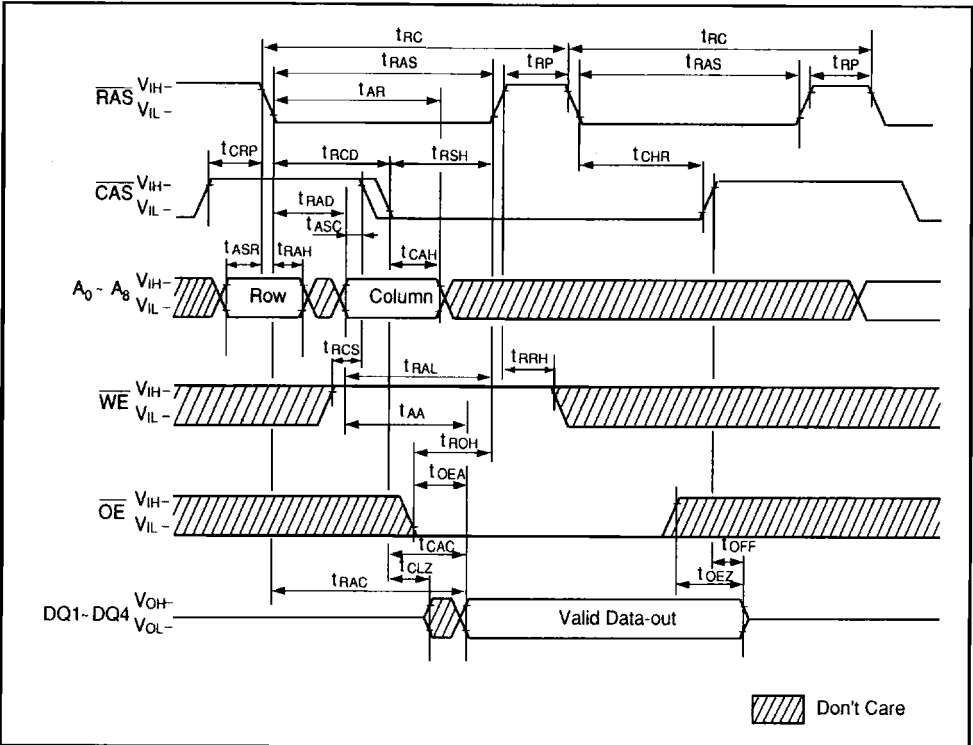 tRC tRC
tRAS tRP tRAS tRP
tAR
RAS VIH–
VIL–
tCRP tRCD tRSH tCHR
CAS VIH–
VIL–
tRAD
tASC
tASR tRAH tCAH
A0 ~ A8 VIH–
VIL–
Row Column
tRCS tRAL tRRH
WE VIH–
VIL–
tAA
tROH
tOEA
OE VIH–
VIL–
tCAC tOFF
tCLZ tOEZ
tRAC
DQ1~DQ4 VOH–
VOL–
Valid Data-out
Don't Care